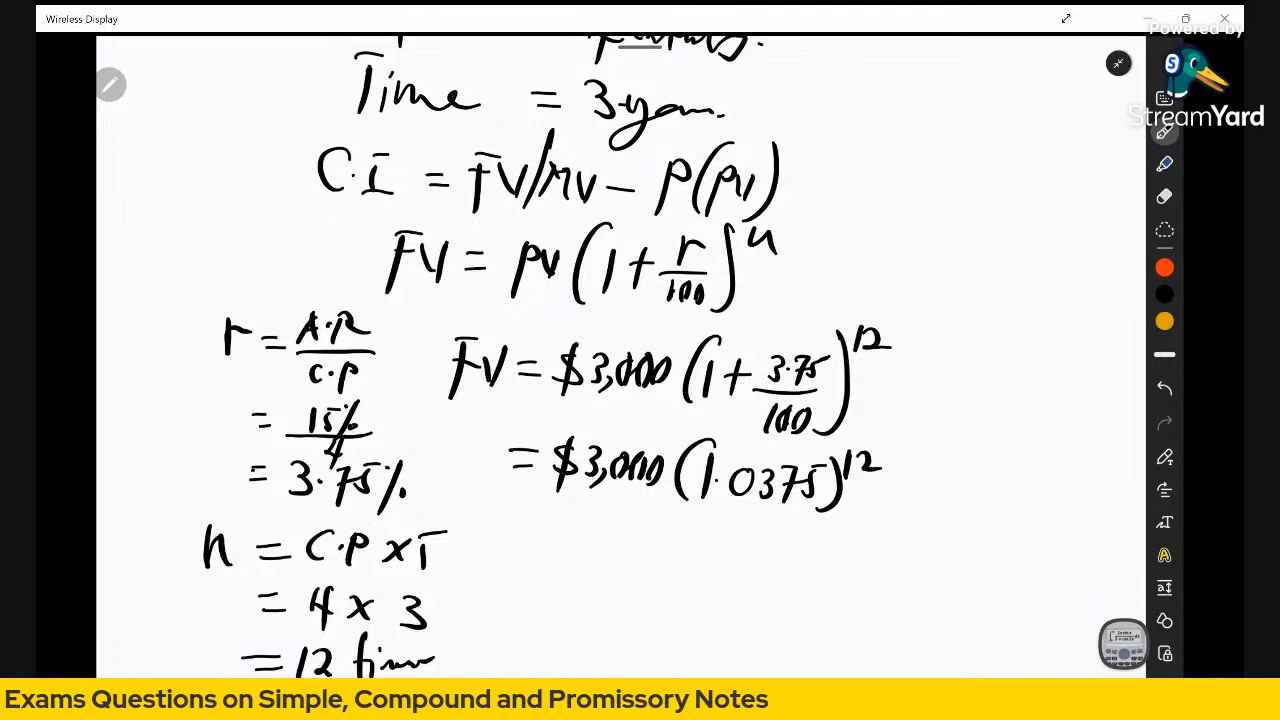 Wireless Display
Powered by
StreamYard
Time = 3 years.
C.I = FV/MV - P(PV)
FV = PV (1 + r/100)^n
r = A.R/C.P
= 15%/4
= 3.75%
n = C.P x T
= 4 x 3
= 12 times
FV = $3,000 (1 + 3.75/100)^12
= $3,000 (1.0375)^12
Exams Questions on Simple, Compound and Promissory Notes